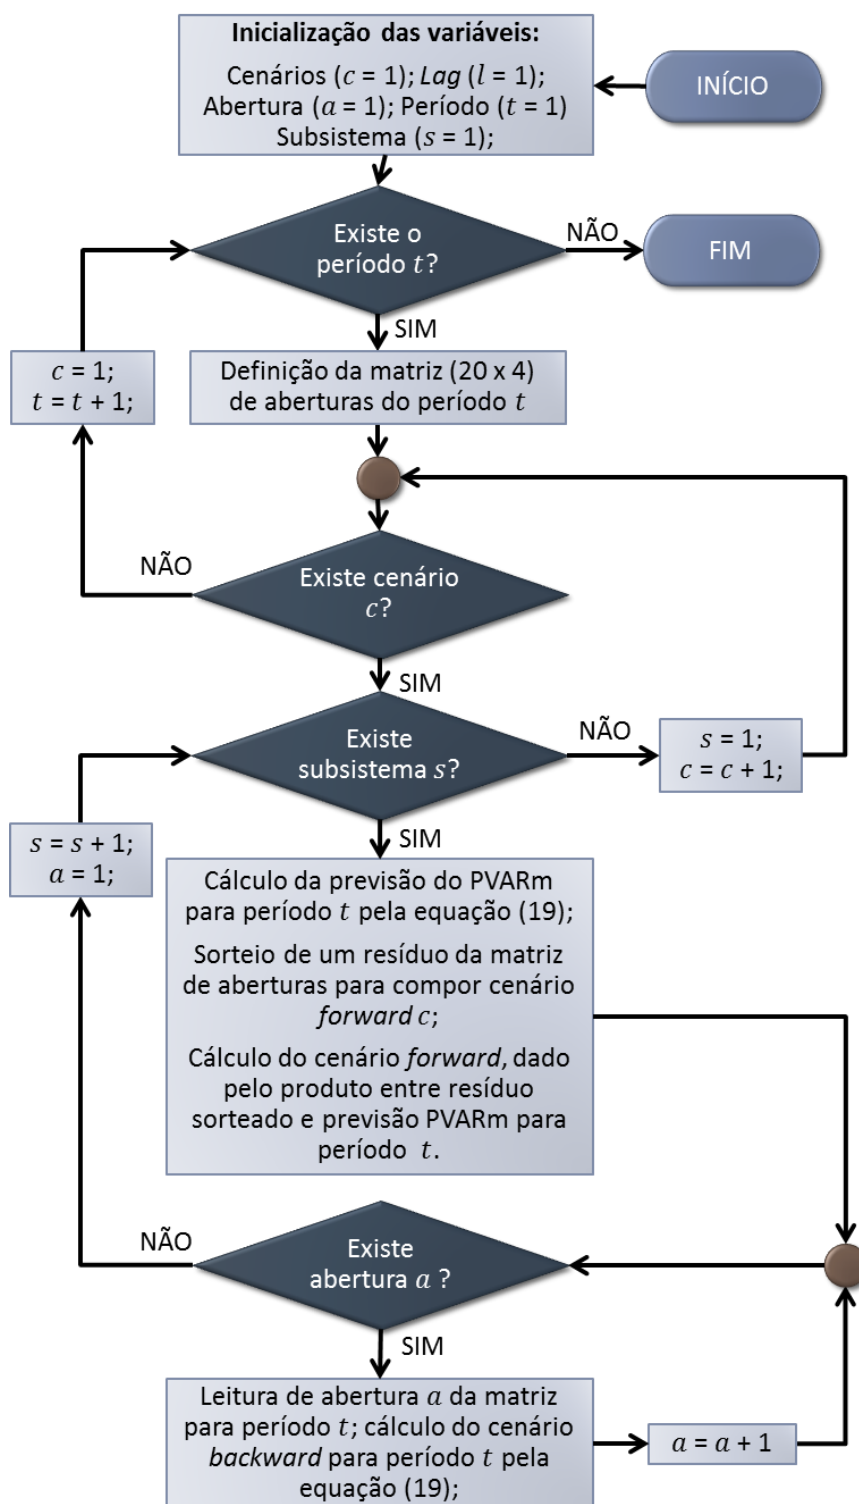 Inicialização das variáveis:
Cenários (c = 1); Lag (l = 1);
Abertura (a = 1); Período (t = 1)
Subsistema (s = 1);
INÍCIO
Existe o
período t?
NÃO
FIM
SIM
c = 1;
t = t + 1;
Definição da matriz (20 x 4)
de aberturas do período t
NÃO
Existe cenário
c?
SIM
Existe
subsistema s?
NÃO
s = 1;
c = c + 1;
SIM
s = s + 1;
a = 1;
Cálculo da previsão do PVARm
para período t pela equação (19);
Sorteio de um resíduo da matriz
de aberturas para compor cenário
forward c;
Cálculo do cenário forward, dado
pelo produto entre resíduo
sorteado e previsão PVARm para
período t.
NÃO
Existe
abertura a ?
SIM
Leitura de abertura a da matriz
para período t; cálculo do cenário
backward para período t pela
equação (19);
a = a + 1